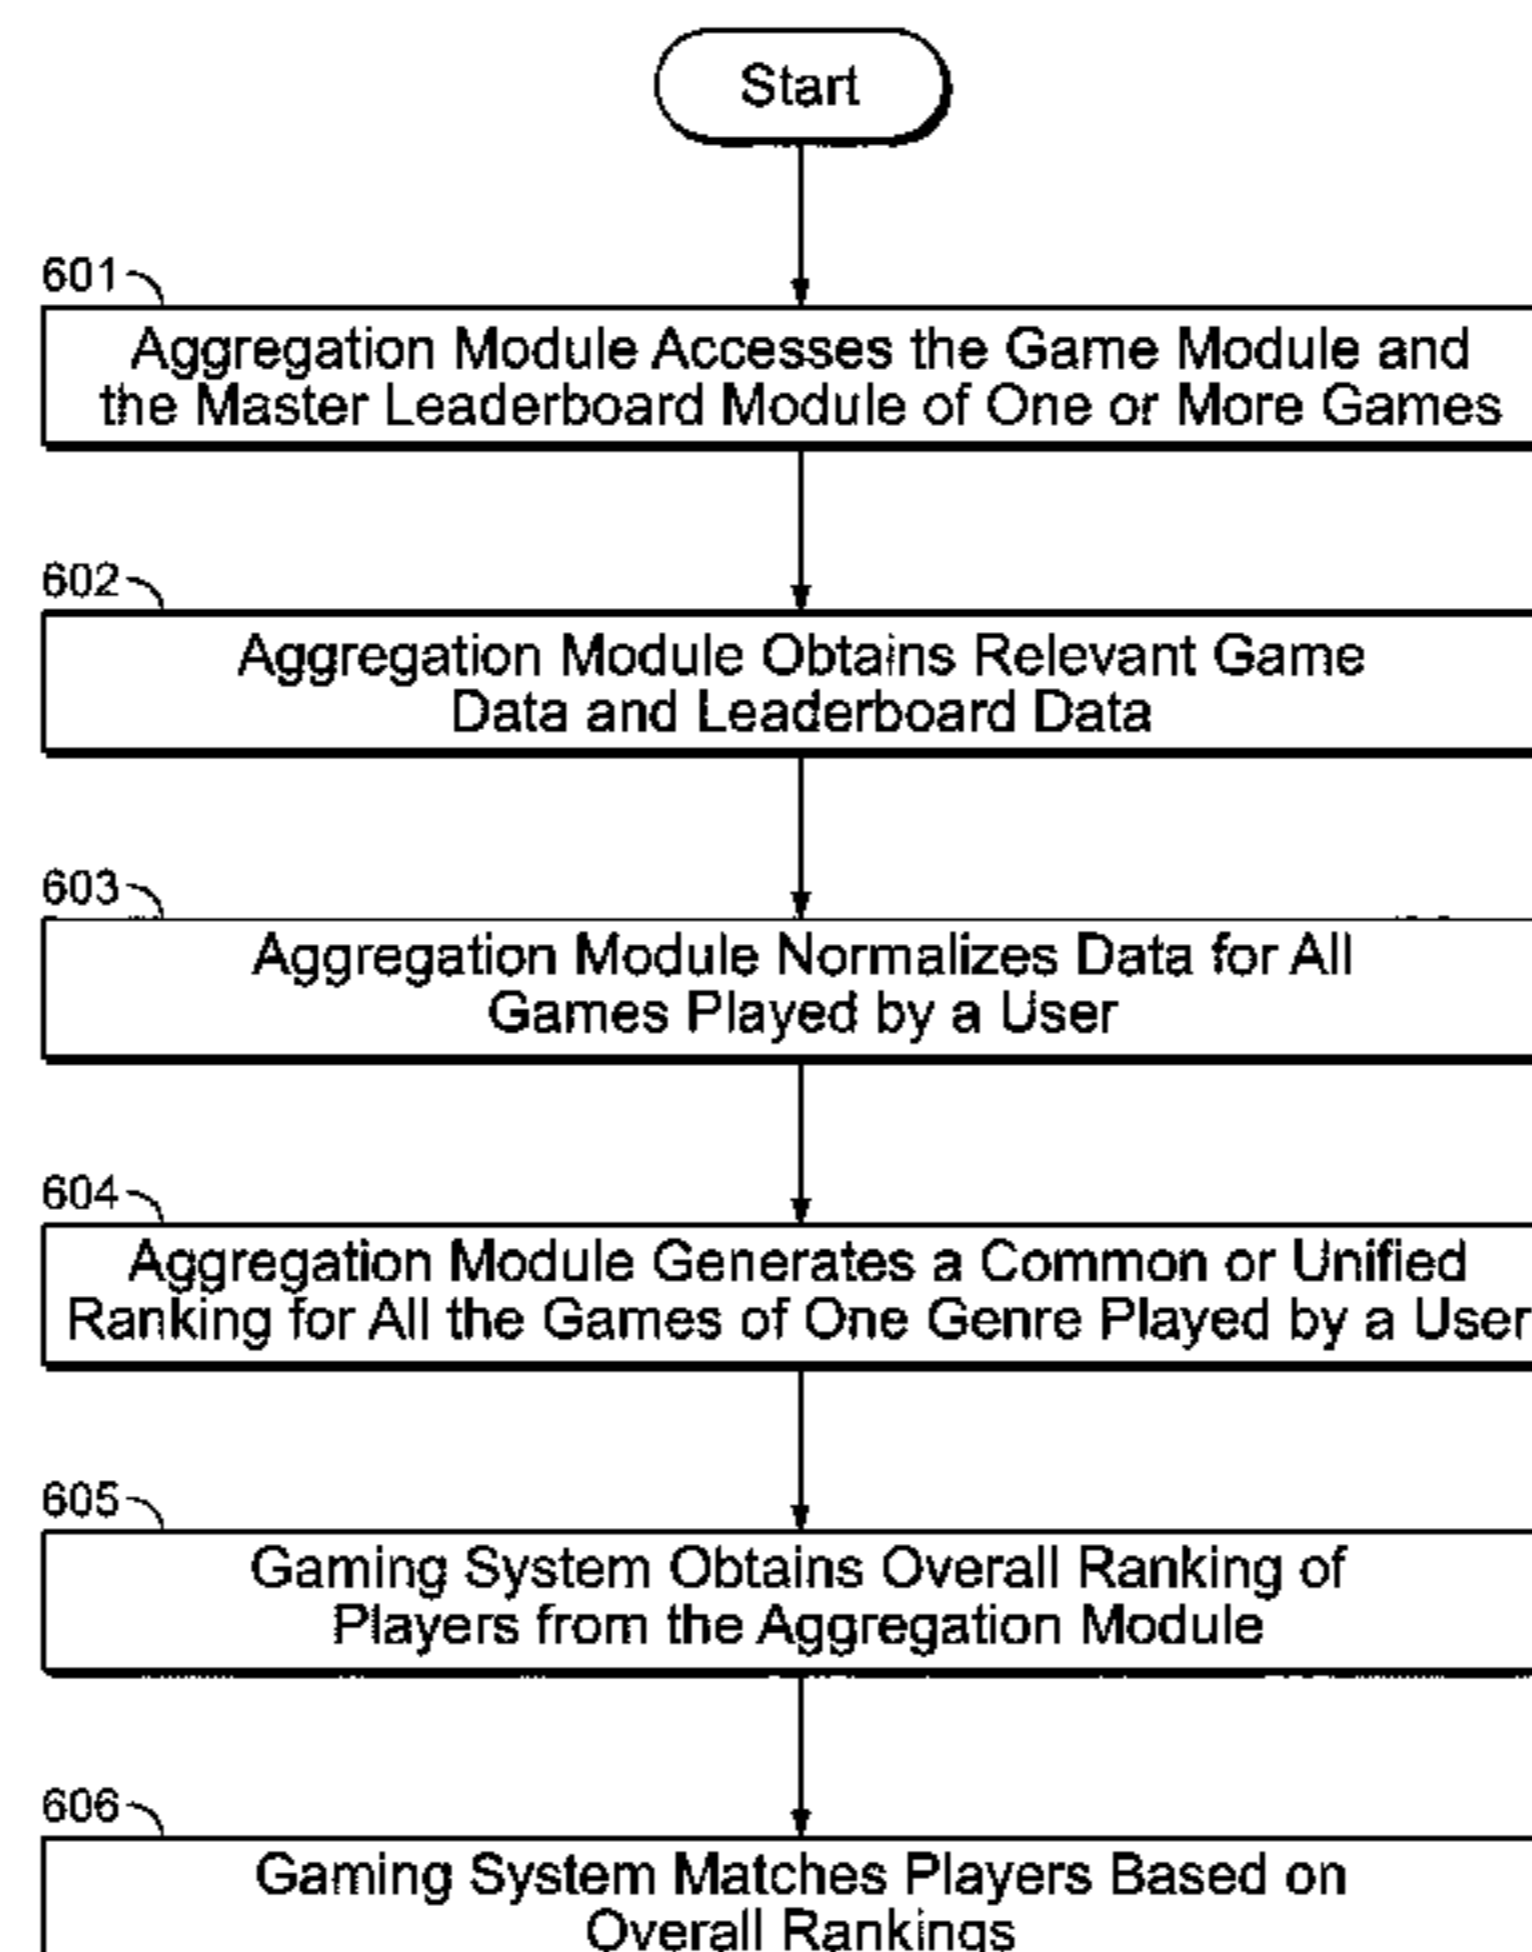 Start
601
Aggregation Module Accesses the Game Module and
the Master Leaderboard Module of One or More Games
602
Aggregation Module Obtains Relevant Game
Data and Leaderboard Data
603
Aggregation Module Normalizes Data for All
Games Played by a User
604
Aggregation Module Generates a Common or Unified
Ranking for All the Games of One Genre Played by a User
605
Gaming System Obtains Overall Ranking of
Players from the Aggregation Module
606
Gaming System Matches Players Based on
Overall Rankings